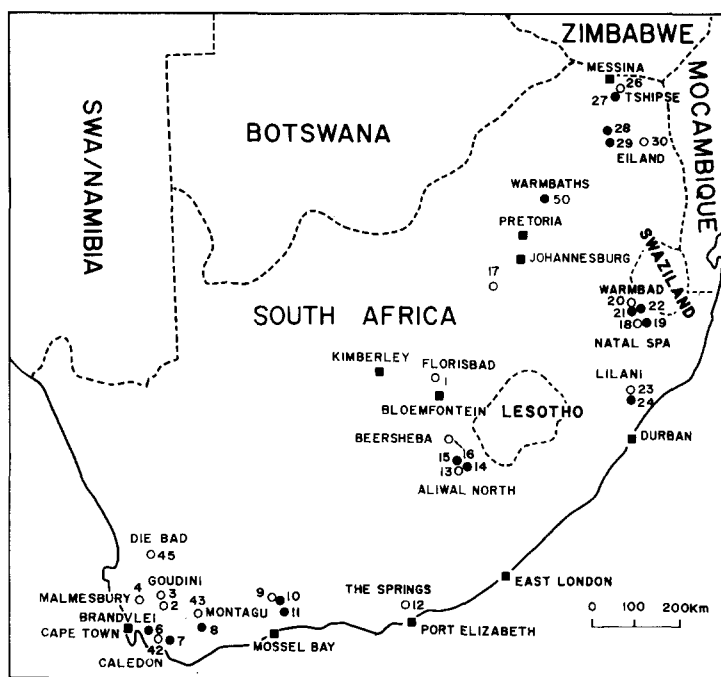 ZIMBABWE
MESSINA
26
27 TSHIPSE
MOCAMBIQUE
SWA/NAMIBIA
BOTSWANA
28
29 30
EILAND
WARMBATHS
50
PRETORIA
JOHANNESBURG
SWAZILAND
17
WARMBAD
20 22
21
18 19
NATAL SPA
SOUTH AFRICA
KIMBERLEY
FLORISBAD
1
BLOEMFONTEIN
LESOTHO
LILANI
23
24
DURBAN
BEERSHEBA
15 16
13 14
ALIWAL NORTH
DIE BAD
45
GOUDINI
4 3
MALMESBURY 2
43
MONTAGU
9 10
11
THE SPRINGS
12
EAST LONDON
BRANDVLEI
CAPE TOWN 6
8
42 7
CALEDON
MOSSEL BAY
PORT ELIZABETH
0 100 200Km